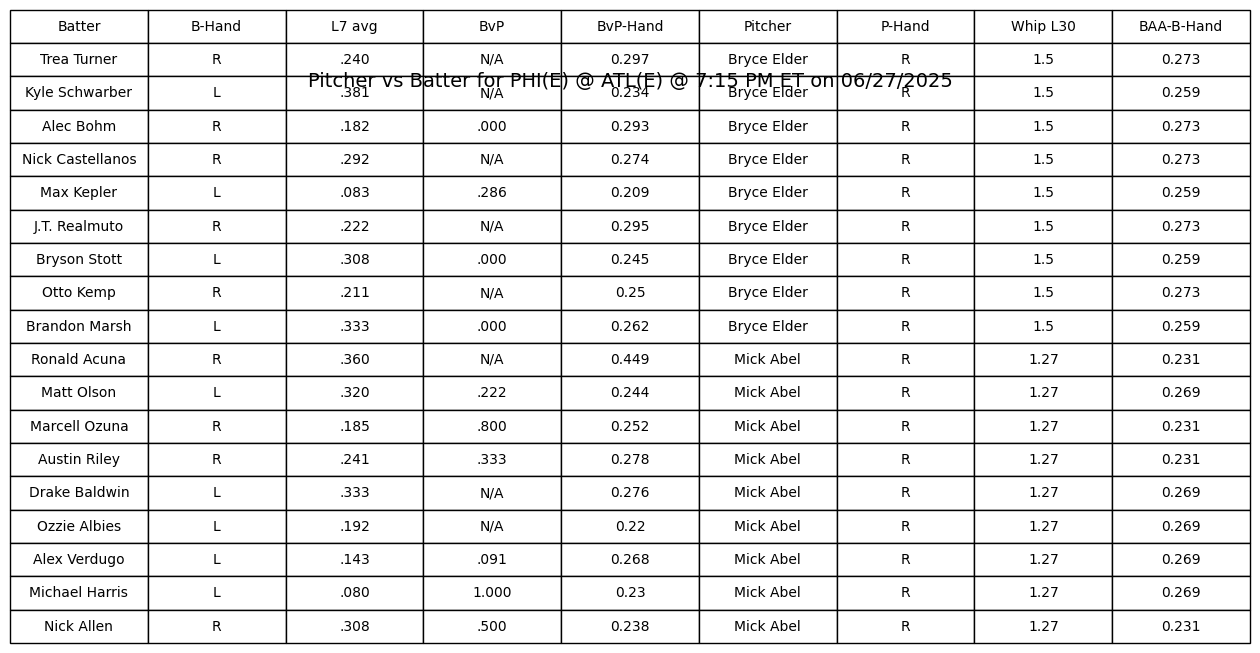 Batter B-Hand L7 avg BvP BvP-Hand Pitcher P-Hand Whip L30 BAA-B-Hand
Trea Turner R .240 N/A 0.297 Bryce Elder R 1.5 0.273
Pitcher vs Batter for PHI(E) @ ATL(E) @ 7:15 PM ET on 06/27/2025
Kyle Schwarber L .381 N/A 0.234 Bryce Elder R 1.5 0.259
Alec Bohm R .182 .000 0.293 Bryce Elder R 1.5 0.273
Nick Castellanos R .292 N/A 0.274 Bryce Elder R 1.5 0.273
Max Kepler L .083 .286 0.209 Bryce Elder R 1.5 0.259
J.T. Realmuto R .222 N/A 0.295 Bryce Elder R 1.5 0.273
Bryson Stott L .308 .000 0.245 Bryce Elder R 1.5 0.259
Otto Kemp R .211 N/A 0.25 Bryce Elder R 1.5 0.273
Brandon Marsh L .333 .000 0.262 Bryce Elder R 1.5 0.259
Ronald Acuna R .360 N/A 0.449 Mick Abel R 1.27 0.231
Matt Olson L .320 .222 0.244 Mick Abel R 1.27 0.269
Marcell Ozuna R .185 .800 0.252 Mick Abel R 1.27 0.231
Austin Riley R .241 .333 0.278 Mick Abel R 1.27 0.231
Drake Baldwin L .333 N/A 0.276 Mick Abel R 1.27 0.269
Ozzie Albies L .192 N/A 0.22 Mick Abel R 1.27 0.269
Alex Verdugo L .143 .091 0.268 Mick Abel R 1.27 0.269
Michael Harris L .080 1.000 0.23 Mick Abel R 1.27 0.269
Nick Allen R .308 .500 0.238 Mick Abel R 1.27 0.231